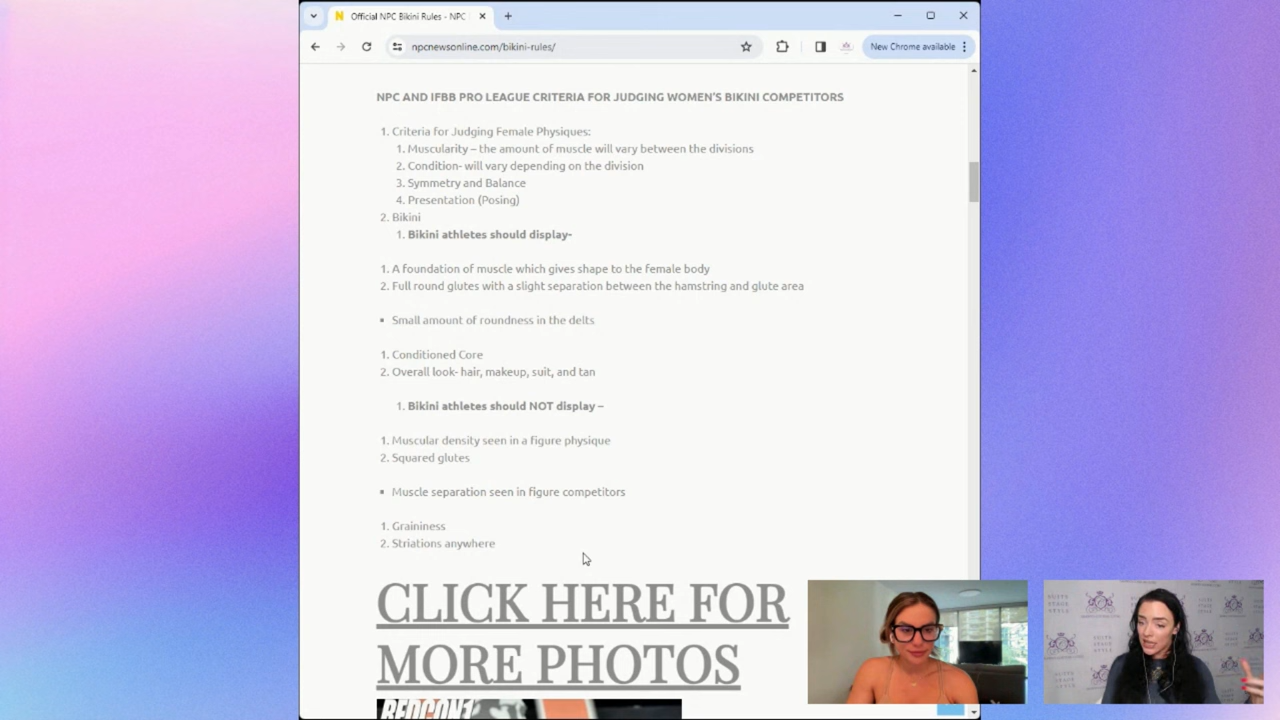 Official NPC Bikini Rules - NPC
npcnewsonline.com/bikini-rules/
New Chrome available
NPC AND IFBB PRO LEAGUE CRITERIA FOR JUDGING WOMEN'S BIKINI COMPETITORS
1. Criteria for Judging Female Physiques:
1. Muscularity – the amount of muscle will vary between the divisions
2. Condition- will vary depending on the division
3. Symmetry and Balance
4. Presentation (Posing)
2. Bikini
1. Bikini athletes should display-
1. A foundation of muscle which gives shape to the female body
2. Full round glutes with a slight separation between the hamstring and glute area
▪ Small amount of roundness in the delts
1. Conditioned Core
2. Overall look- hair, makeup, suit, and tan
1. Bikini athletes should NOT display –
1. Muscular density seen in a figure physique
2. Squared glutes
▪ Muscle separation seen in figure competitors
1. Graininess
2. Striations anywhere
CLICK HERE FOR
MORE PHOTOS
REDCON1